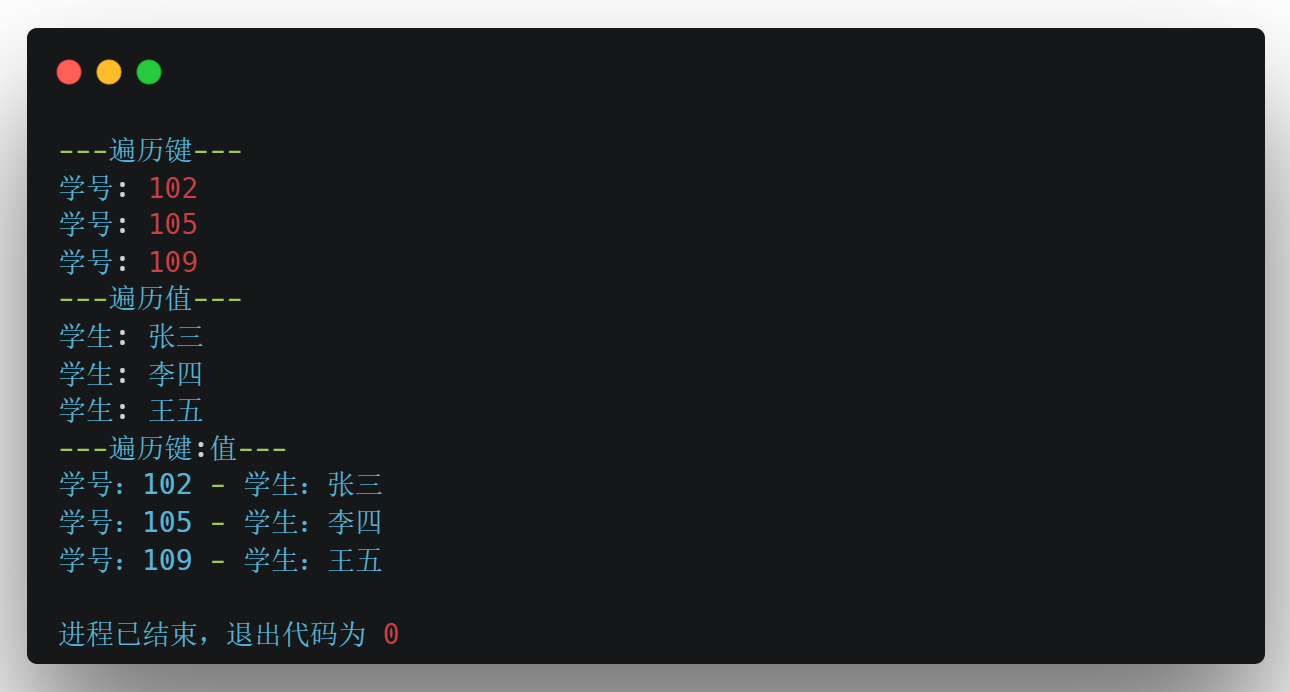 ---遍历键---
学号: 102
学号: 105
学号: 109
---遍历值---
学生: 张三
学生: 李四
学生: 王五
---遍历键:值---
学号：102 - 学生：张三
学号：105 - 学生：李四
学号：109 - 学生：王五
进程已结束，退出代码为 0